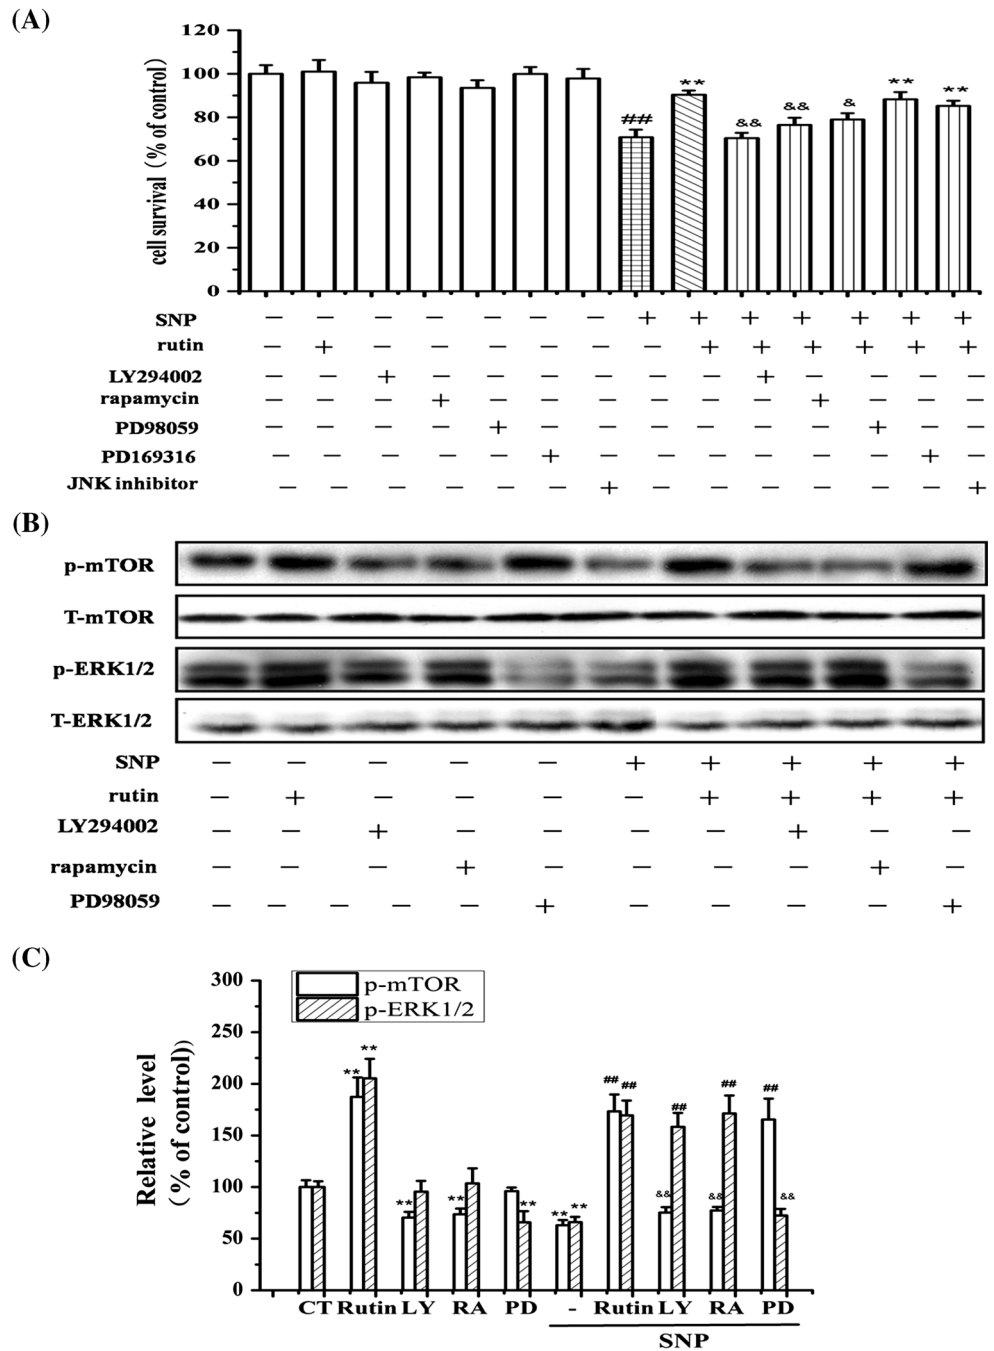 (A)
120
100
80
60
40
20
0
cell survival (% of control)
##
**
&&
&&
&
**
**
SNP − − − − − − − + + + + + + +
rutin − + − − − − − − + + + + + +
LY294002 − − + − − − − − − + − − − −
rapamycin − − − + − − − − − − + − − −
PD98059 − − − − + − − − − − − + − −
PD169316 − − − − − + − − − − − − + −
JNK inhibitor − − − − − − + − − − − − − +
(B)
p-mTOR
T-mTOR
p-ERK1/2
T-ERK1/2
SNP − − − − − + + + + +
rutin − + − − − − + + + +
LY294002 − − + − − − − + − −
rapamycin − − − + − − − − + −
PD98059 − − − − + − − − − +
(C)
300
250
200
150
100
50
0
Relative level
(% of control))
p-mTOR
p-ERK1/2
** **
**
**
**
** **
## ##
&& ##
&& ##
## &&
CT Rutin LY RA PD - Rutin LY RA PD
SNP